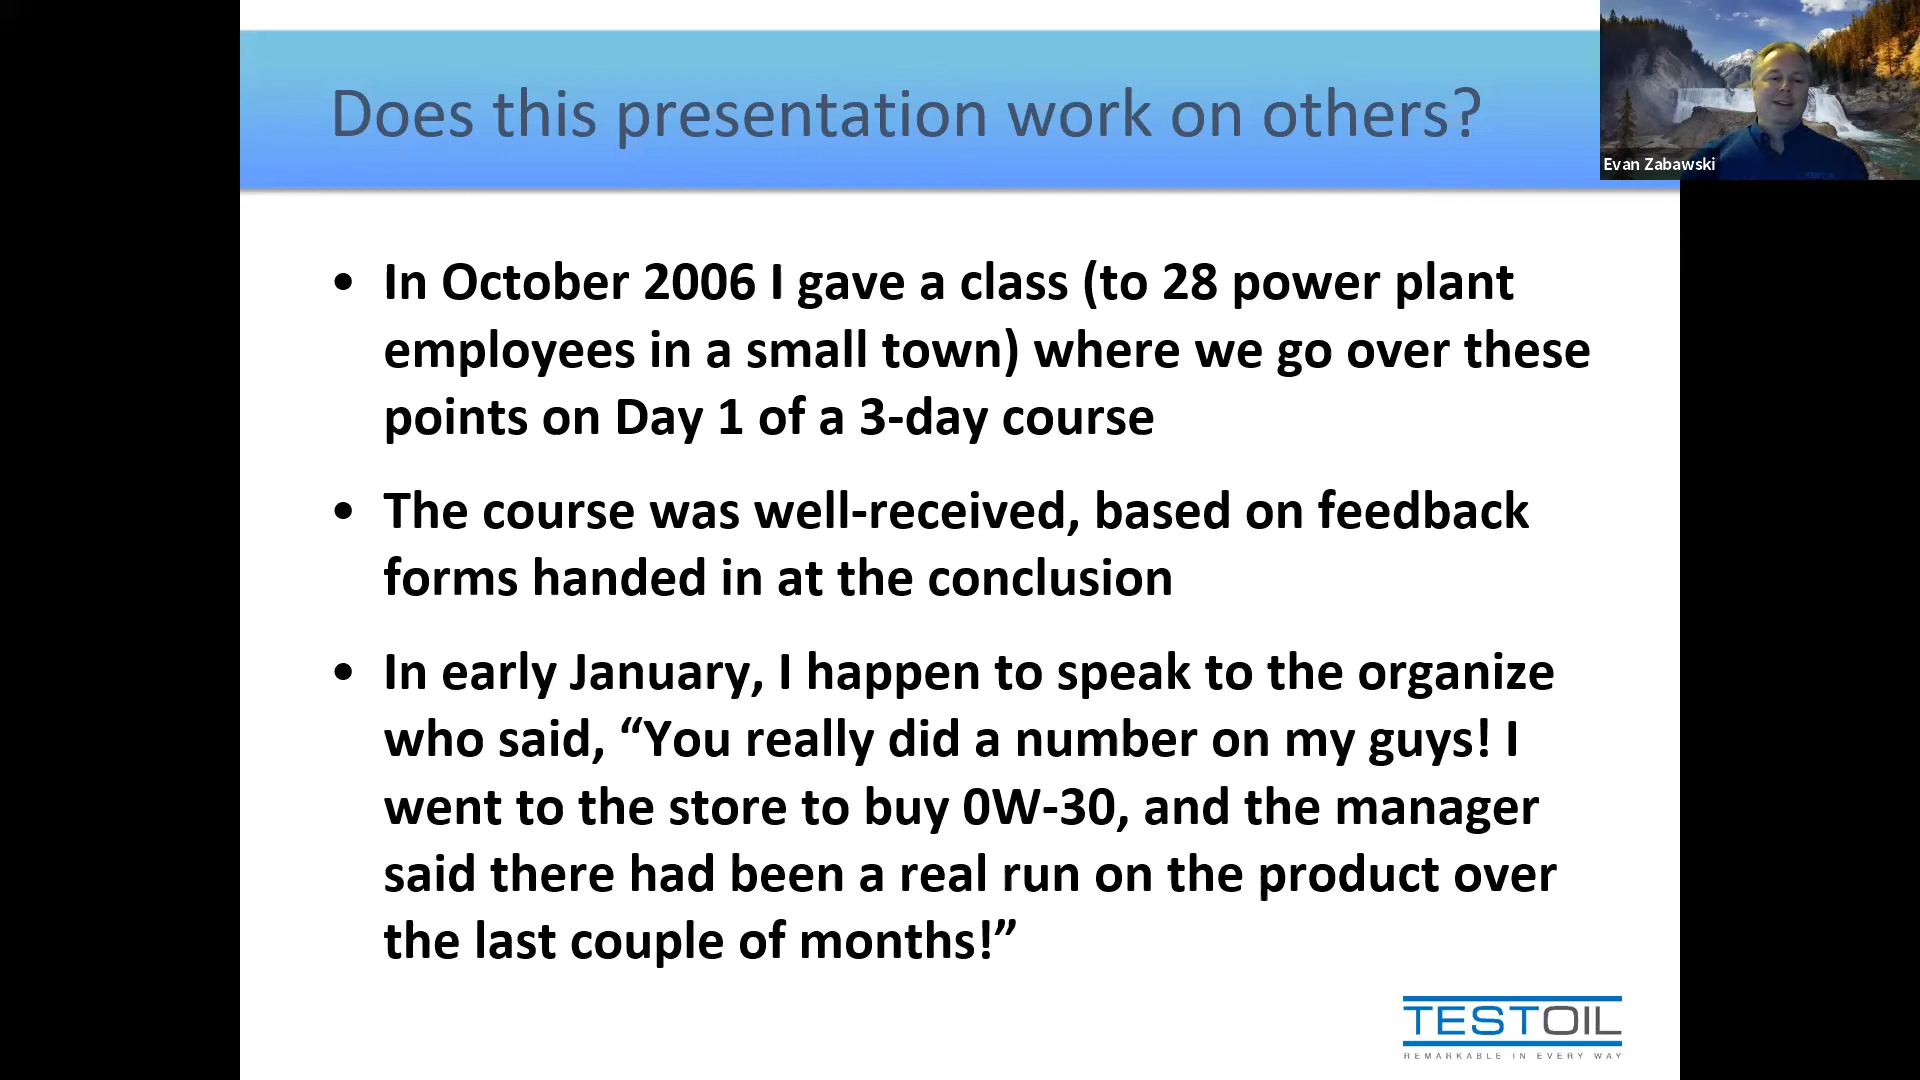 Does this presentation work on others?
Evan Zabawski
• In October 2006 I gave a class (to 28 power plant
employees in a small town) where we go over these
points on Day 1 of a 3-day course
• The course was well-received, based on feedback
forms handed in at the conclusion
• In early January, I happen to speak to the organize
who said, “You really did a number on my guys! I
went to the store to buy 0W-30, and the manager
said there had been a real run on the product over
the last couple of months!”
TESTOIL
REMARKABLE IN EVERY WAY